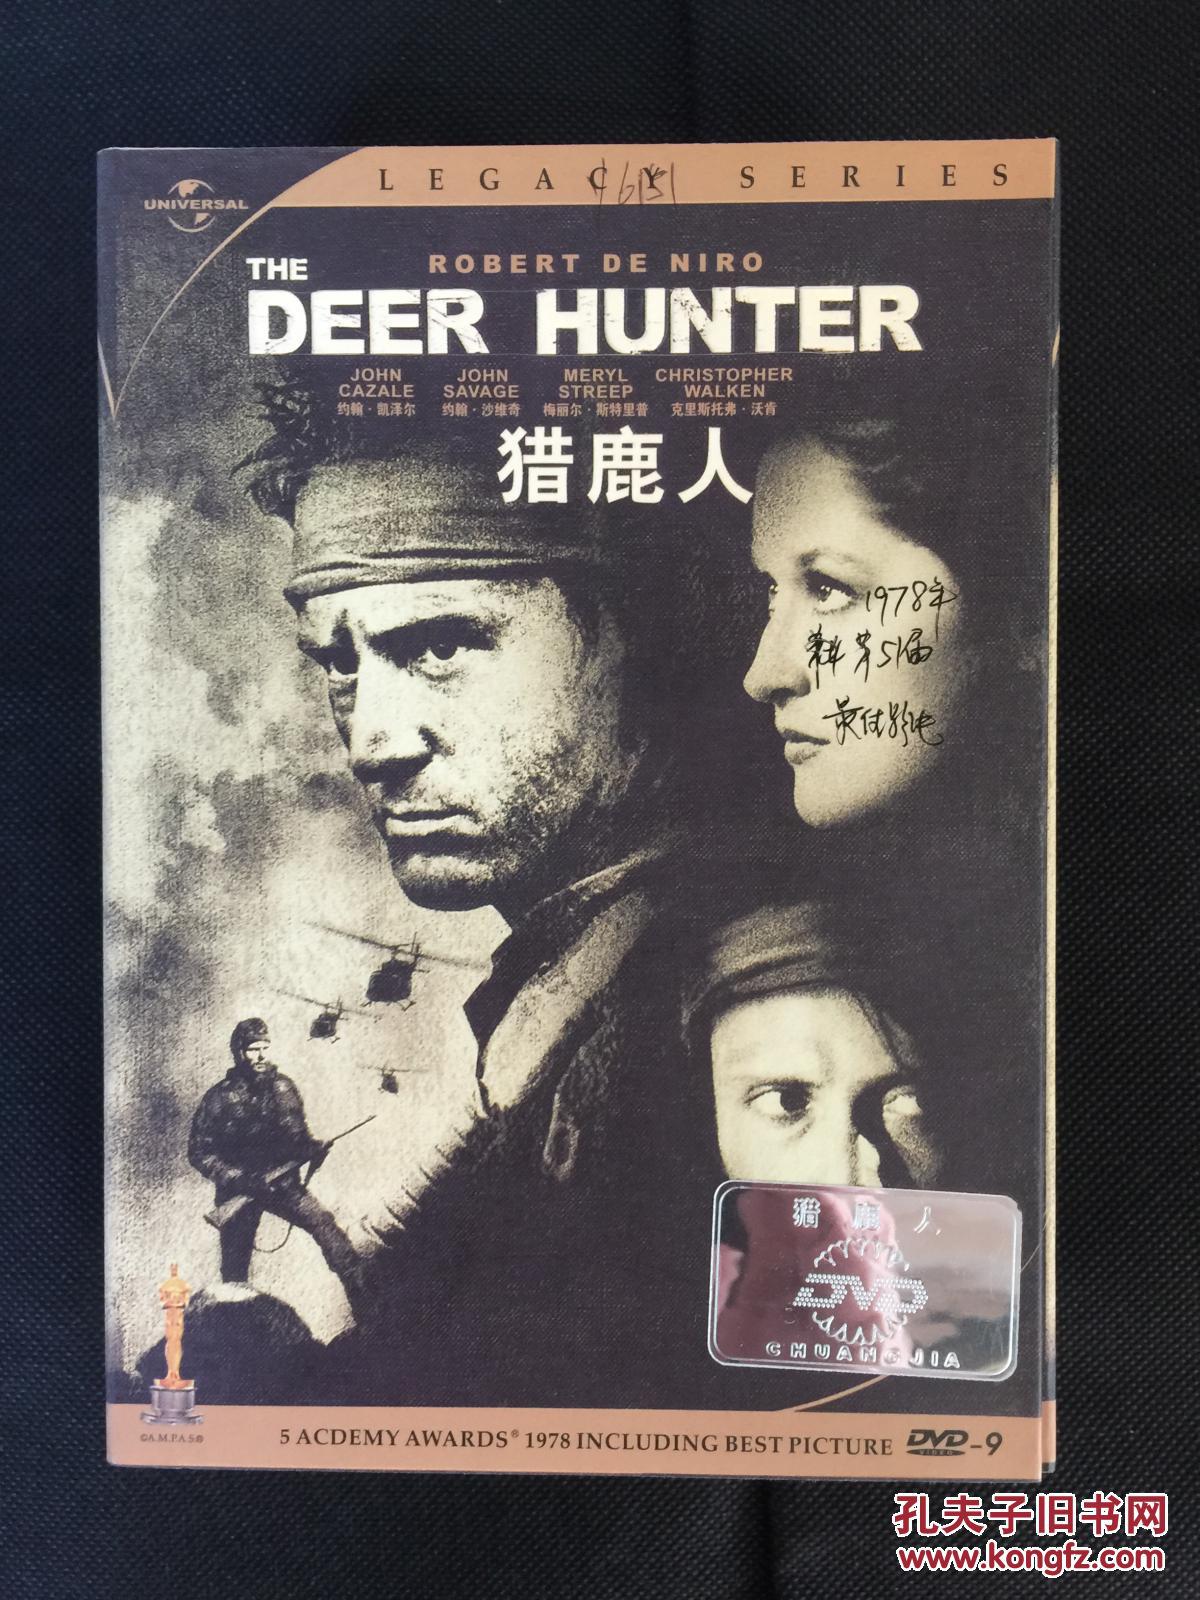 LEGACY SERIES
UNIVERSAL
ROBERT DE NIRO
THE
DEER HUNTER
JOHN CAZALE
约翰·凯泽尔
JOHN SAVAGE
约翰·沙维奇
MERYL STREEP
梅丽尔·斯特里普
CHRISTOPHER WALKEN
克里斯托弗·沃肯
猎鹿人
1978年
第51届
最佳影
猎鹿人
DVD
CHUANGJIA
©A.M.P.A.S.®
5 ACDEMY AWARDS® 1978 INCLUDING BEST PICTURE
DVD-9
VIDEO
孔夫子旧书网
www.kongfz.com